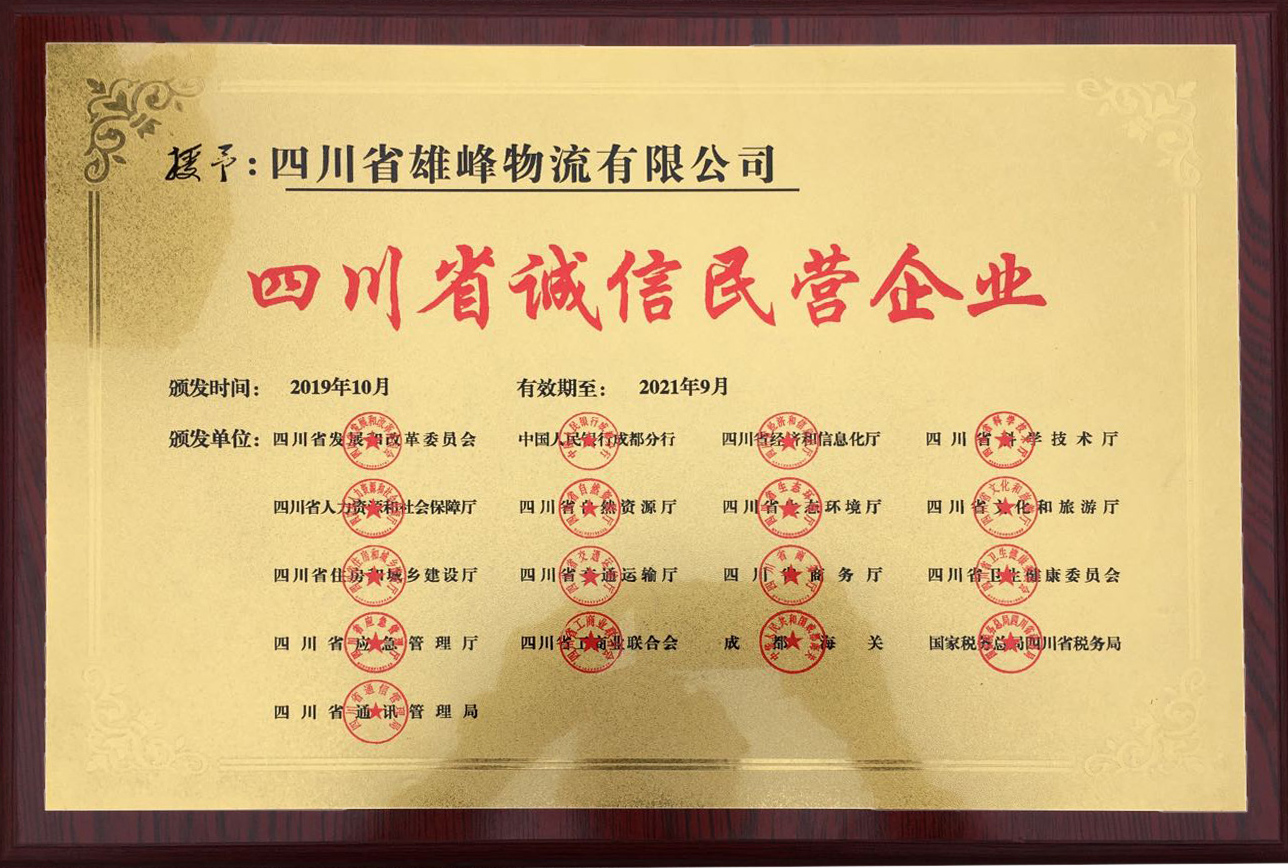 授予:四川省雄峰物流有限公司
四川省诚信民营企业
颁发时间: 2019年10月 有效期至: 2021年9月
颁发单位: 四川省发展和改革委员会 中国人民银行成都分行 四川省经济和信息化厅 四川省科学技术厅
四川省人力资源和社会保障厅 四川省自然资源厅 四川省生态环境厅 四川省文化和旅游厅
四川省住房和城乡建设厅 四川省交通运输厅 四川省商务厅 四川省卫生健康委员会
四川省应急管理厅 四川省工商业联合会 成都海关 国家税务总局四川省税务局
四川省通讯管理局